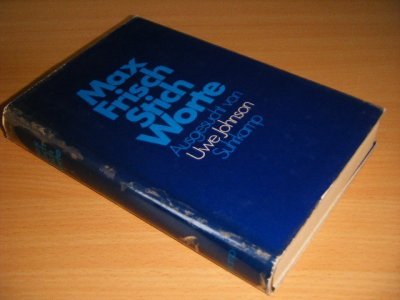 Max
Frisch
Stich
Worte
Ausgesucht von
Uwe Johnson
Suhrkamp